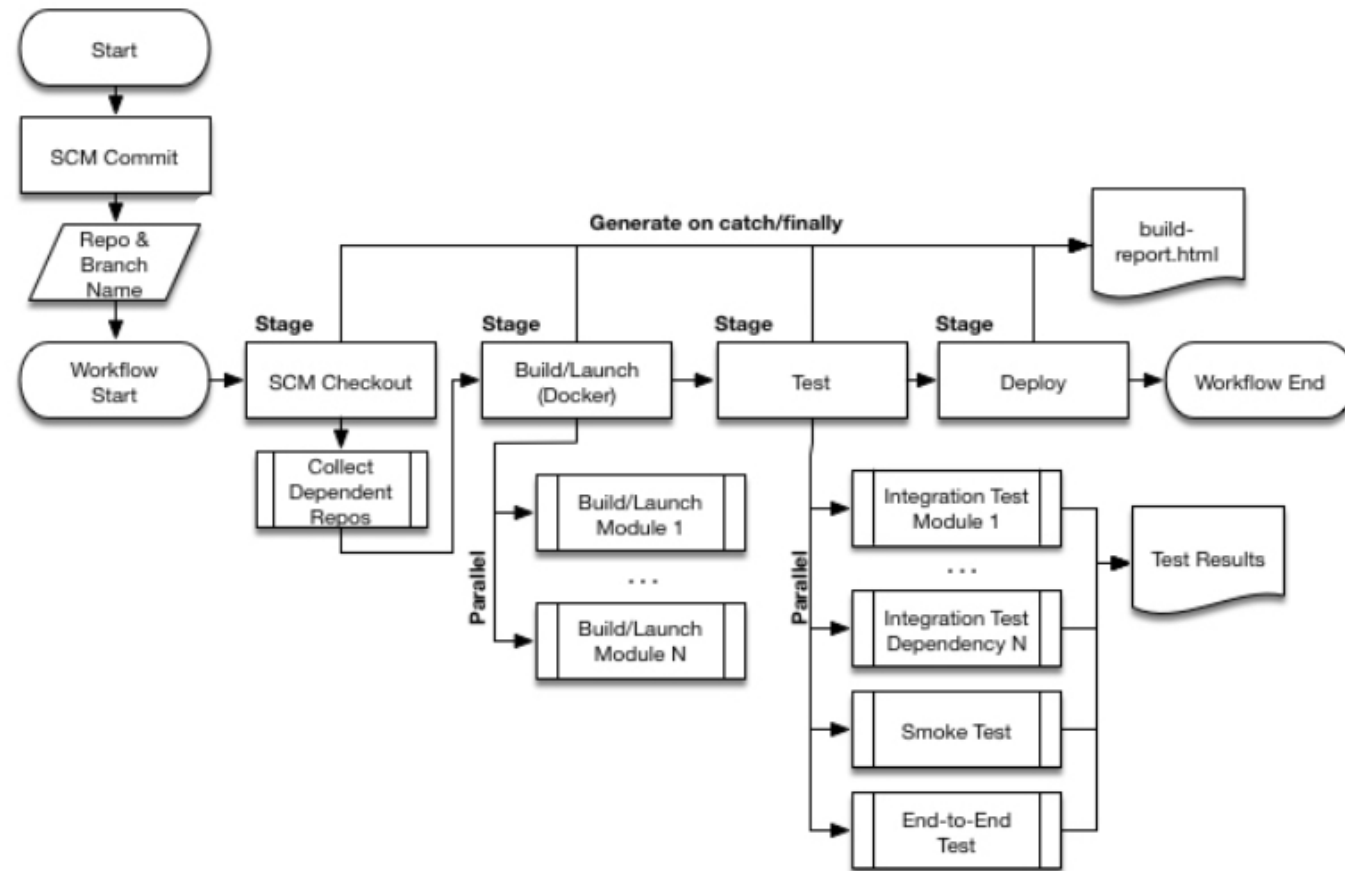 Start
SCM Commit
Repo &
Branch
Name
Workflow
Start
Generate on catch/finally
build-
report.html
Stage
SCM Checkout
Collect
Dependent
Repos
Stage
Build/Launch
(Docker)
Parallel
Build/Launch
Module 1
...
Build/Launch
Module N
Stage
Test
Parallel
Integration Test
Module 1
...
Integration Test
Dependency N
Smoke Test
End-to-End
Test
Test Results
Stage
Deploy
Workflow End